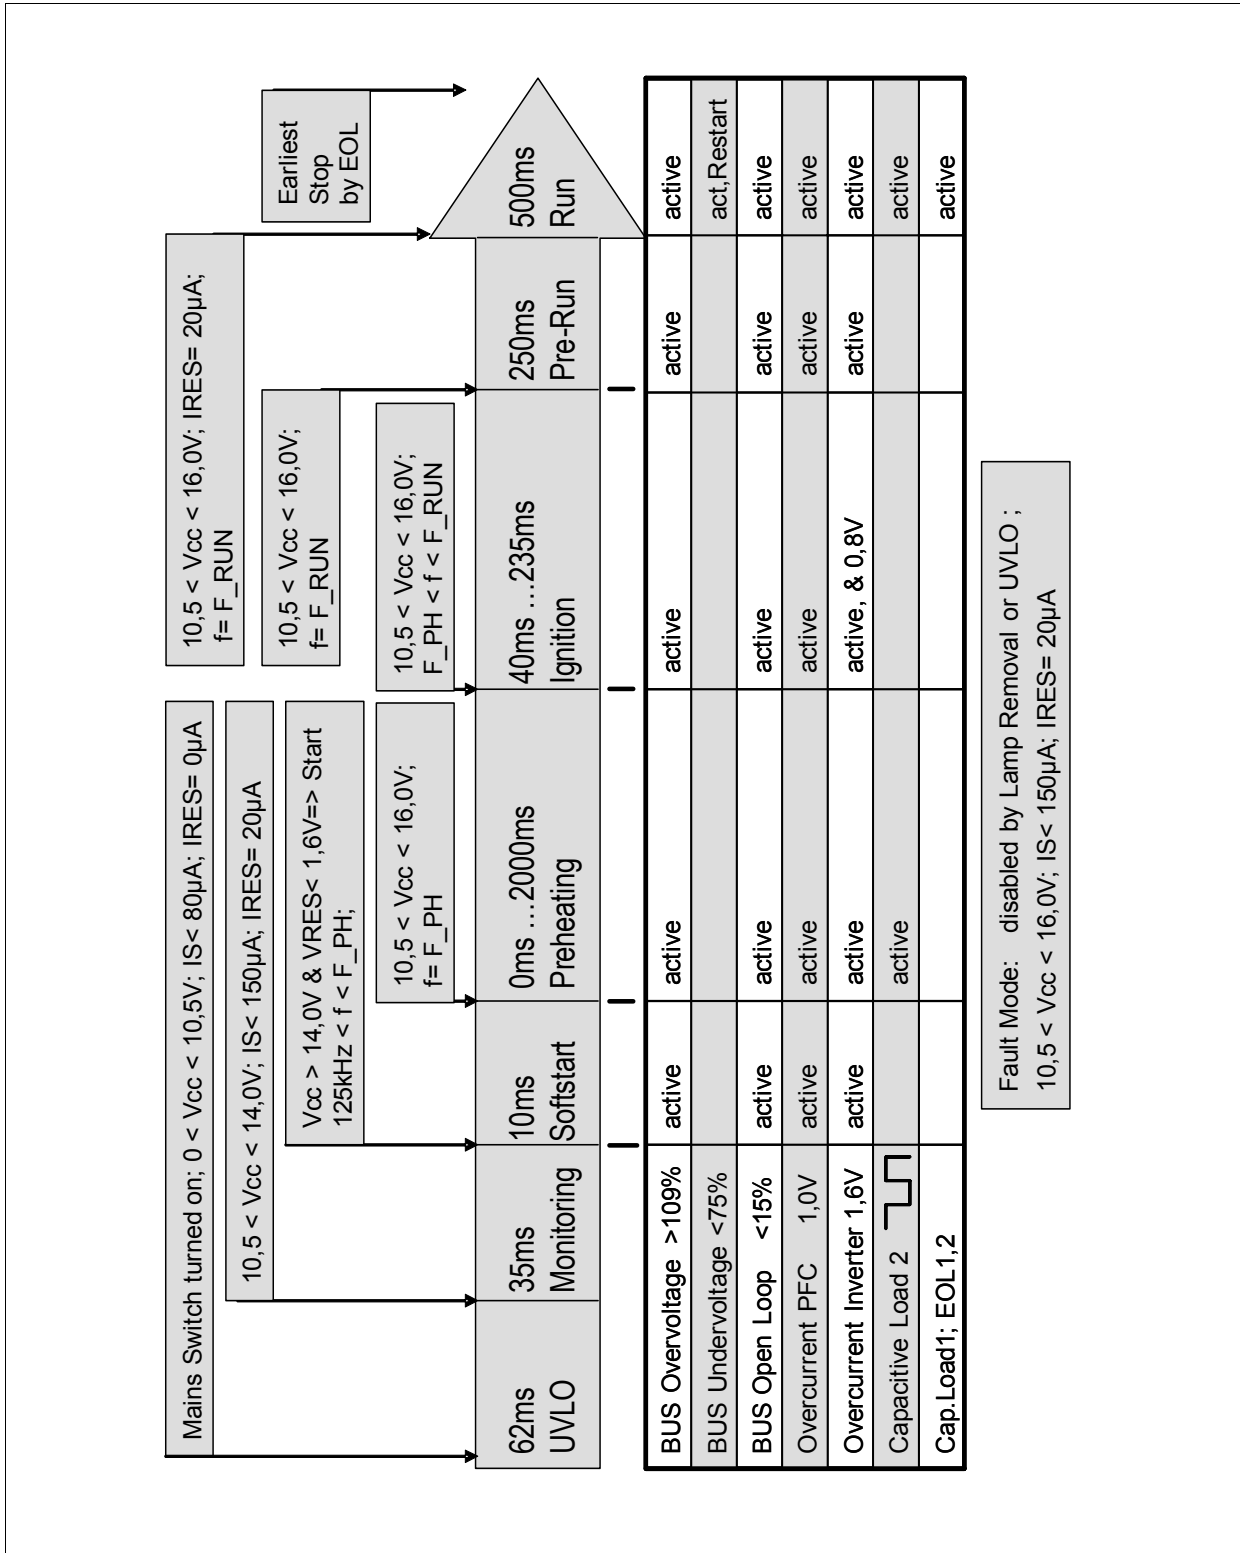 Mains Switch turned on; 0 < Vcc < 10,5V; IS< 80µA; IRES= 0µA
10,5 < Vcc < 14,0V; IS< 150µA; IRES= 20µA
Vcc > 14,0V & VRES< 1,6V=> Start
125kHz < f < F_PH;
10,5 < Vcc < 16,0V;
f= F_PH
10,5 < Vcc < 16,0V; IRES= 20µA;
f= F_RUN
10,5 < Vcc < 16,0V;
f= F_RUN
10,5 < Vcc < 16,0V;
F_PH < f < F_RUN
Earliest
Stop
by EOL
62ms
UVLO
35ms
Monitoring
10ms
Softstart
0ms ...2000ms
Preheating
40ms ...235ms
Ignition
250ms
Pre-Run
500ms
Run
BUS Overvoltage >109% active active active active active
BUS Undervoltage <75% act,Restart
BUS Open Loop <15% active active active active active
Overcurrent PFC 1,0V active active active active active
Overcurrent Inverter 1,6V active active active, & 0,8V active active
Capacitive Load 2 active active
Cap.Load1; EOL1,2 active
Fault Mode: disabled by Lamp Removal or UVLO ;
10,5 < Vcc < 16,0V; IS< 150µA; IRES= 20µA